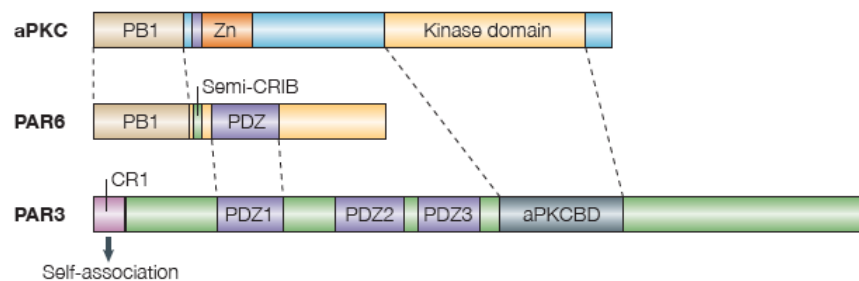 aPKC PB1 Zn Kinase domain
Semi-CRIB
PAR6 PB1 PDZ
CR1
PAR3 PDZ1 PDZ2 PDZ3 aPKCBD
Self-association